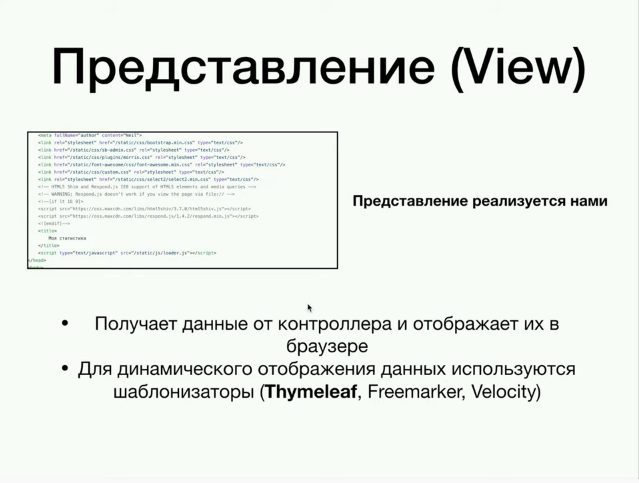 Представление (View)
<meta fullName="author" content="Neil">
<link rel="stylesheet" href="/static/css/bootstrap.min.css" type="text/css"/>
<link href="/static/css/sb-admin.css" rel="stylesheet" type="text/css"/>
<link href="/static/css/plugins/morris.css" rel="stylesheet" type="text/css"/>
<link href="/static/font-awesome/css/font-awesome.min.css" rel="stylesheet" type="text/css"/>
<link href="/static/css/custom.css" rel="stylesheet" type="text/css"/>
<link rel="stylesheet" href="/static/css/select2/select2.min.css" type="text/css"/>
<!-- HTML5 Shim and Respond.js IE8 support of HTML5 elements and media queries -->
<!-- WARNING: Respond.js doesn't work if you view the page via file:// -->
<!--[if lt IE 9]>
<script src="https://oss.maxcdn.com/libs/html5shiv/3.7.0/html5shiv.js"></script>
<script src="https://oss.maxcdn.com/libs/respond.js/1.4.2/respond.min.js"></script>
<![endif]-->
<title>
Моя статистика
</title>
<script type="text/javascript" src="/static/js/loader.js"></script>
</head>
Представление реализуется нами
• Получает данные от контроллера и отображает их в
браузере
• Для динамического отображения данных используются
шаблонизаторы (Thymeleaf, Freemarker, Velocity)